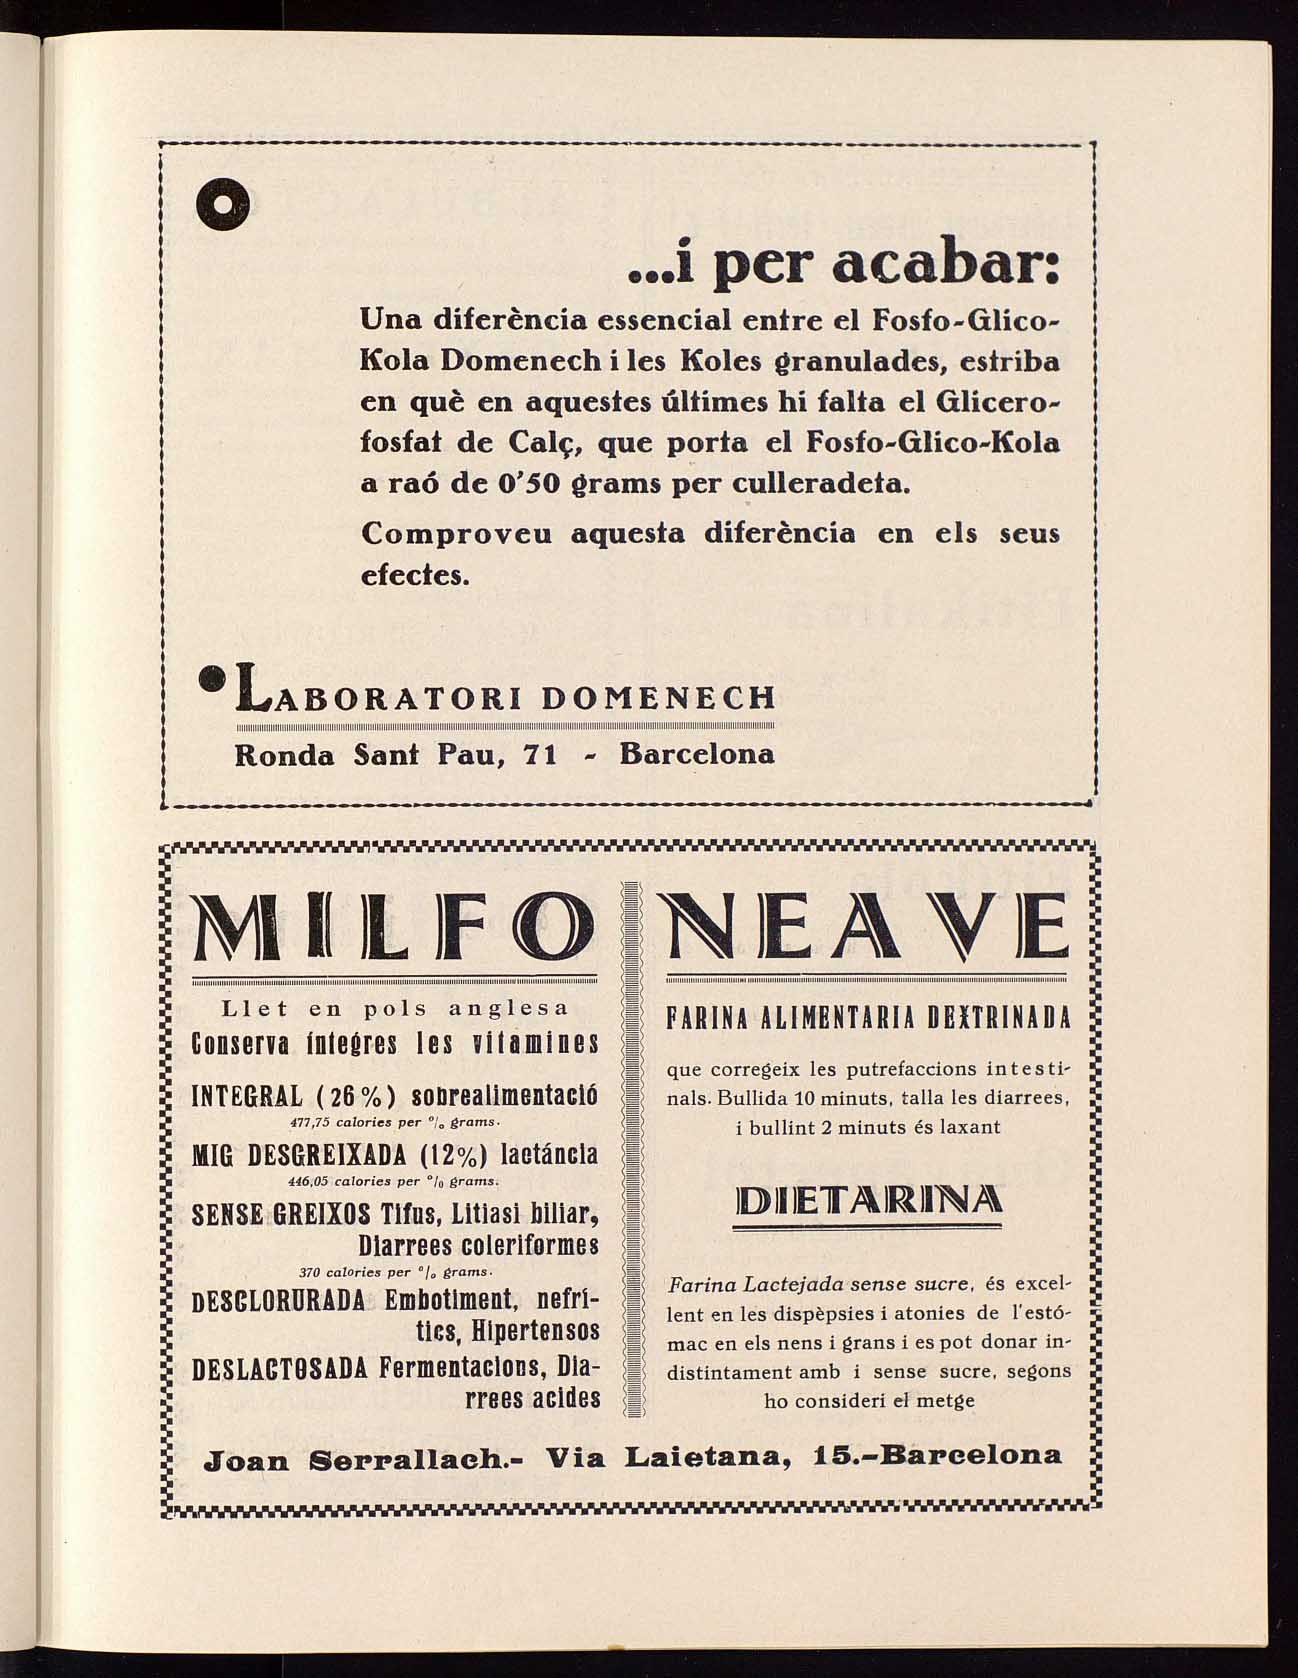 ...i per acabar:
Una diferència essencial entre el Fosfo-Glico-
Kola Domenech i les Koles granulades, estriba
en què en aquestes últimes hi falta el Glicero-
fosfat de Calç, que porta el Fosfo-Glico-Kola
a raó de 0'50 grams per culleradeta.
Comproveu aquesta diferència en els seus
efectes.
LABORATORI DOMENECH
Ronda Sant Pau, 71 - Barcelona
MILFO
Llet en pols anglesa
Conserva íntegres les vitamines
INTEGRAL (26%) sobrealimentació
477,75 calories per % grams.
MIG DESGREIXADA (12%) lactáncia
446,05 calories per % grams.
SENSE GREIXOS Tifus, Litiasi biliar,
Diarrees coleriformes
370 calories per % grams.
DESCLORURADA Embotiment, nefrí-
tics, Hipertensos
DESLACTOSADA Fermentacions, Dia-
rrees acides
NEAVE
FARINA ALIMENTARIA DEXTRINADA
que corregeix les putrefaccions intesti-
nals. Bullida 10 minuts, talla les diarrees,
i bullint 2 minuts és laxant
DIETARINA
Farina Lactejada sense sucre, és excel-
lent en les dispèpsies i atonies de l'estó-
mac en els nens i grans i es pot donar in-
distintament amb i sense sucre, segons
ho consideri el metge
Joan Serrallach.- Via Laietana, 15.-Barcelona